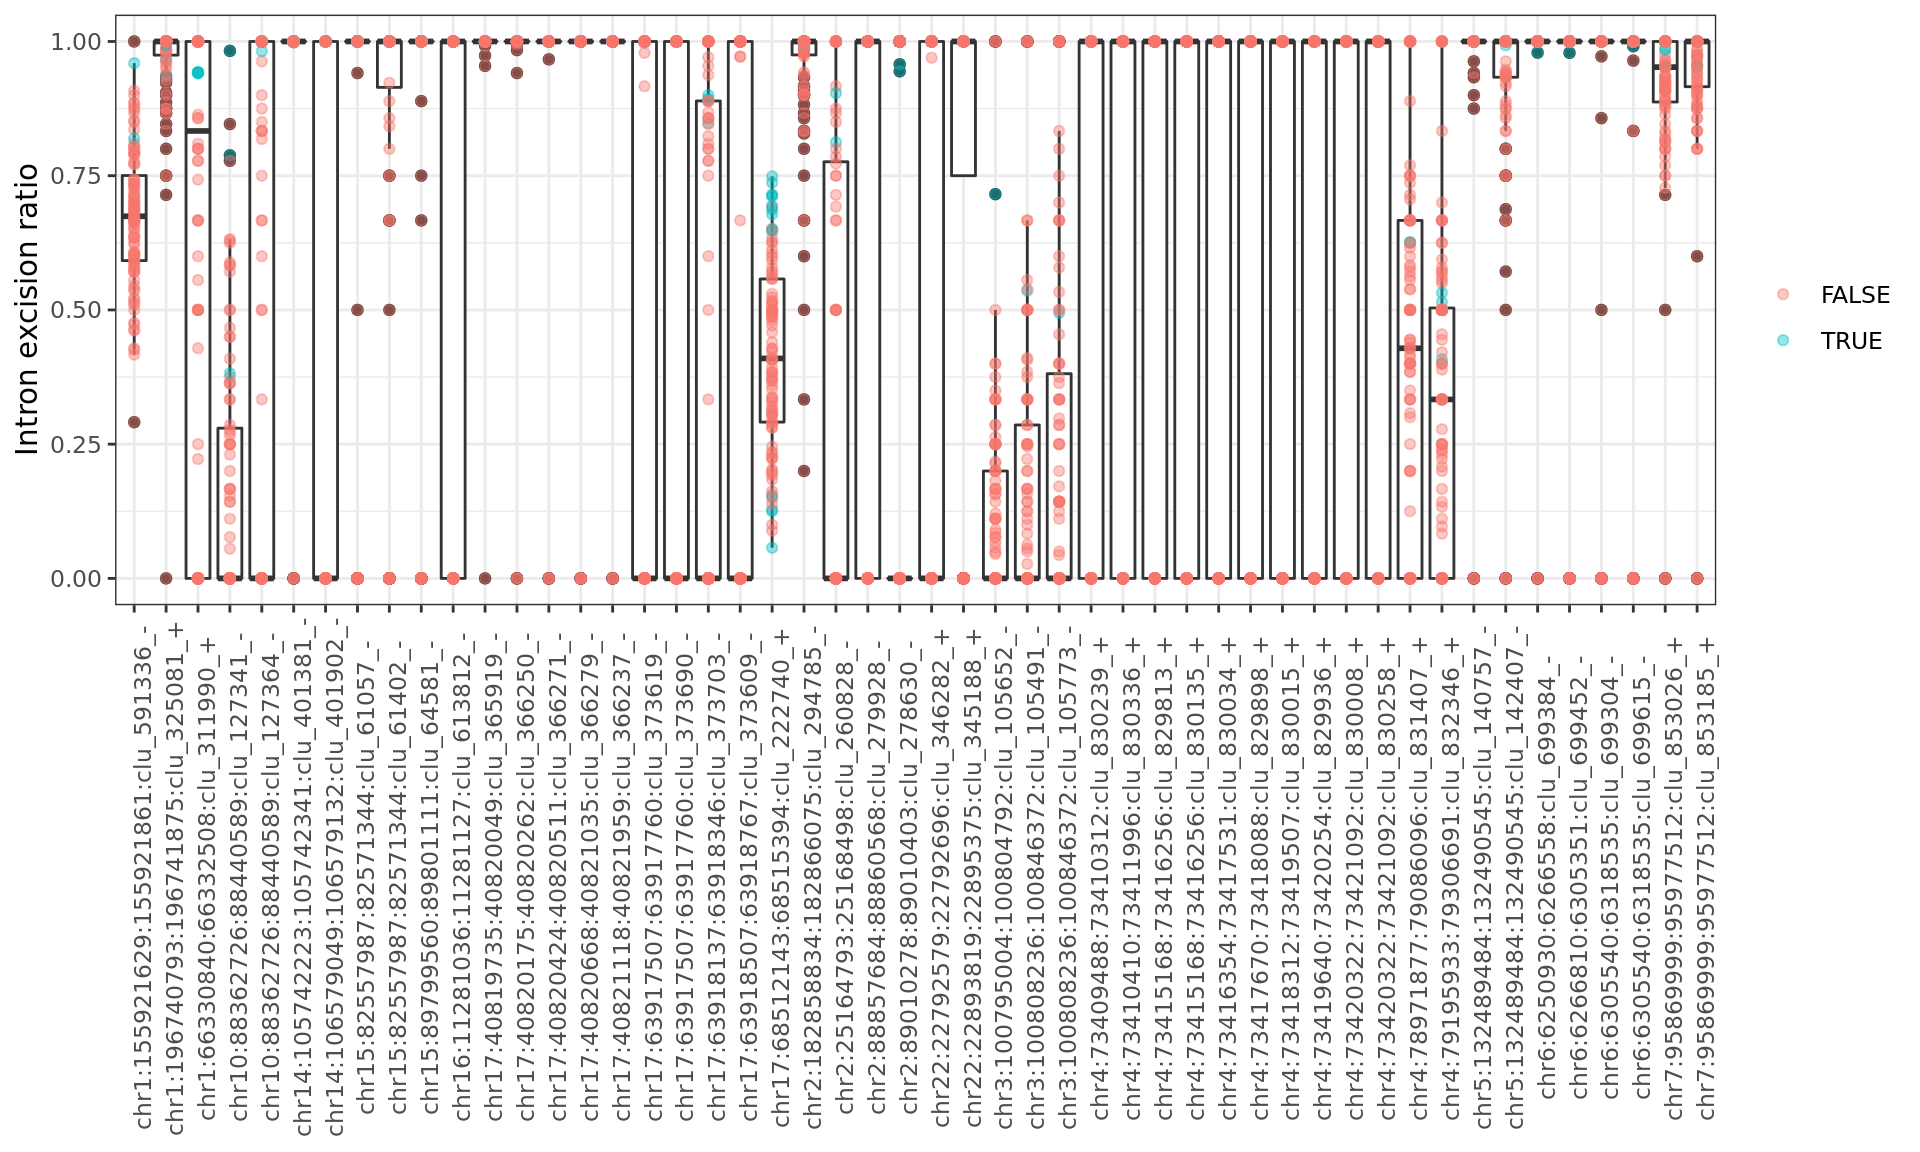 Intron excision ratio
1.00
0.75
0.50
0.25
0.00
FALSE
TRUE
chr1:155921629:155921861:clu_591336_-
chr1:196740793:196741875:clu_325081_+
chr1:66330840:66332508:clu_311990_+
chr10:88362726:88440589:clu_127341_-
chr10:88362726:88440589:clu_127364_-
chr14:105742223:105742341:clu_401381_-
chr14:106579049:106579132:clu_401902_-
chr15:82557987:82571344:clu_61057_-
chr15:82557987:82571344:clu_61402_-
chr15:89799560:89801111:clu_64581_-
chr16:11281036:11281127:clu_613812_-
chr17:40819735:40820049:clu_365919_-
chr17:40820175:40820262:clu_366250_-
chr17:40820424:40820511:clu_366271_-
chr17:40820668:40821035:clu_366279_-
chr17:40821118:40821959:clu_366237_-
chr17:63917507:63917760:clu_373619_-
chr17:63917507:63917760:clu_373690_-
chr17:63918137:63918346:clu_373703_-
chr17:63918507:63918767:clu_373609_-
chr17:68512143:68515394:clu_222740_+
chr2:182858834:182866075:clu_294785_-
chr2:25164793:25168498:clu_260828_-
chr2:88857684:88860568:clu_279928_-
chr2:89010278:89010403:clu_278630_-
chr22:22792579:22792696:clu_346282_+
chr22:22893819:22895375:clu_345188_+
chr3:100795004:100804792:clu_105652_-
chr3:100808236:100846372:clu_105491_-
chr3:100808236:100846372:clu_105773_-
chr4:73409488:73410312:clu_830239_+
chr4:73410410:73411996:clu_830336_+
chr4:73415168:73416256:clu_829813_+
chr4:73415168:73416256:clu_830135_+
chr4:73416354:73417531:clu_830034_+
chr4:73417670:73418088:clu_829898_+
chr4:73418312:73419507:clu_830015_+
chr4:73419640:73420254:clu_829936_+
chr4:73420322:73421092:clu_830008_+
chr4:73420322:73421092:clu_830258_+
chr4:78971877:79086096:clu_831407_+
chr4:79195933:79306691:clu_832346_+
chr5:132489484:132490545:clu_140757_-
chr5:132489484:132490545:clu_142407_-
chr6:6250930:6266558:clu_699384_-
chr6:6266810:6305351:clu_699452_-
chr6:6305540:6318535:clu_699304_-
chr6:6305540:6318535:clu_699615_-
chr7:95869999:95977512:clu_853026_+
chr7:95869999:95977512:clu_853185_+